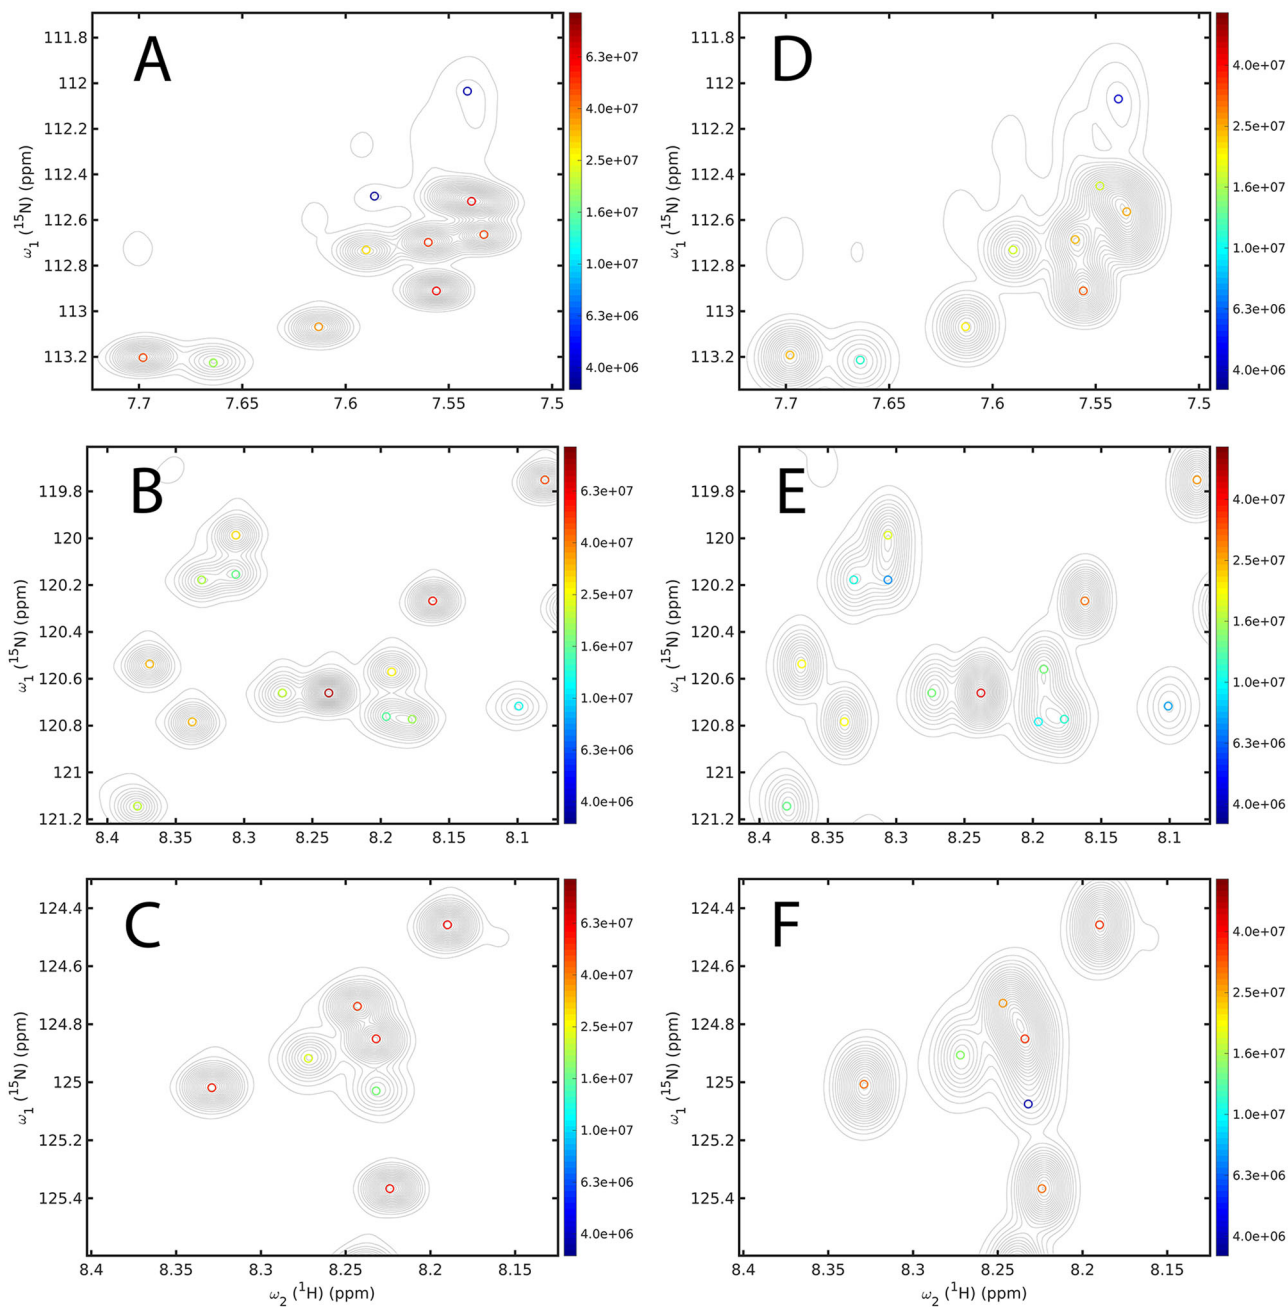 A
111.8
112
112.2
112.4
112.6
112.8
113
113.2
ω1 (15N) (ppm)
7.7 7.65 7.6 7.55 7.5
6.3e+07
4.0e+07
2.5e+07
1.6e+07
1.0e+07
6.3e+06
4.0e+06
D
111.8
112
112.2
112.4
112.6
112.8
113
113.2
ω1 (15N) (ppm)
7.7 7.65 7.6 7.55 7.5
4.0e+07
2.5e+07
1.6e+07
1.0e+07
6.3e+06
4.0e+06
B
119.8
120
120.2
120.4
120.6
120.8
121
121.2
ω1 (15N) (ppm)
8.4 8.35 8.3 8.25 8.2 8.15 8.1
6.3e+07
4.0e+07
2.5e+07
1.6e+07
1.0e+07
6.3e+06
4.0e+06
E
119.8
120
120.2
120.4
120.6
120.8
121
121.2
ω1 (15N) (ppm)
8.4 8.35 8.3 8.25 8.2 8.15 8.1
4.0e+07
2.5e+07
1.6e+07
1.0e+07
6.3e+06
4.0e+06
C
124.4
124.6
124.8
125
125.2
125.4
ω1 (15N) (ppm)
8.4 8.35 8.3 8.25 8.2 8.15
ω2 (1H) (ppm)
6.3e+07
4.0e+07
2.5e+07
1.6e+07
1.0e+07
6.3e+06
4.0e+06
F
124.4
124.6
124.8
125
125.2
125.4
ω1 (15N) (ppm)
8.4 8.35 8.3 8.25 8.2 8.15
ω2 (1H) (ppm)
4.0e+07
2.5e+07
1.6e+07
1.0e+07
6.3e+06
4.0e+06